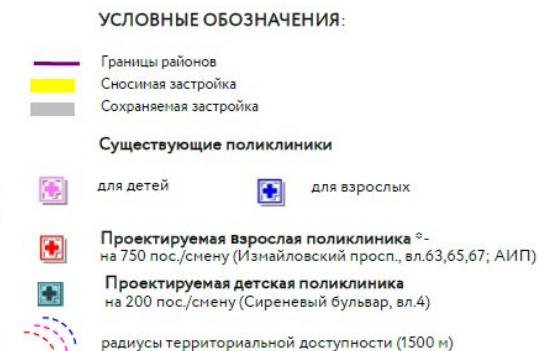 УСЛОВНЫЕ ОБОЗНАЧЕНИЯ:
Границы районов
Сносимая застройка
Сохраняемая застройка
Существующие поликлиники
для детей для взрослых
Проектируемая взрослая поликлиника *-
на 750 пос./смену (Измайловский просп., вл.63,65,67; АИП)
Проектируемая детская поликлиника
на 200 пос./смену (Сиреневый бульвар, вл.4)
радиусы территориальной доступности (1500 м)